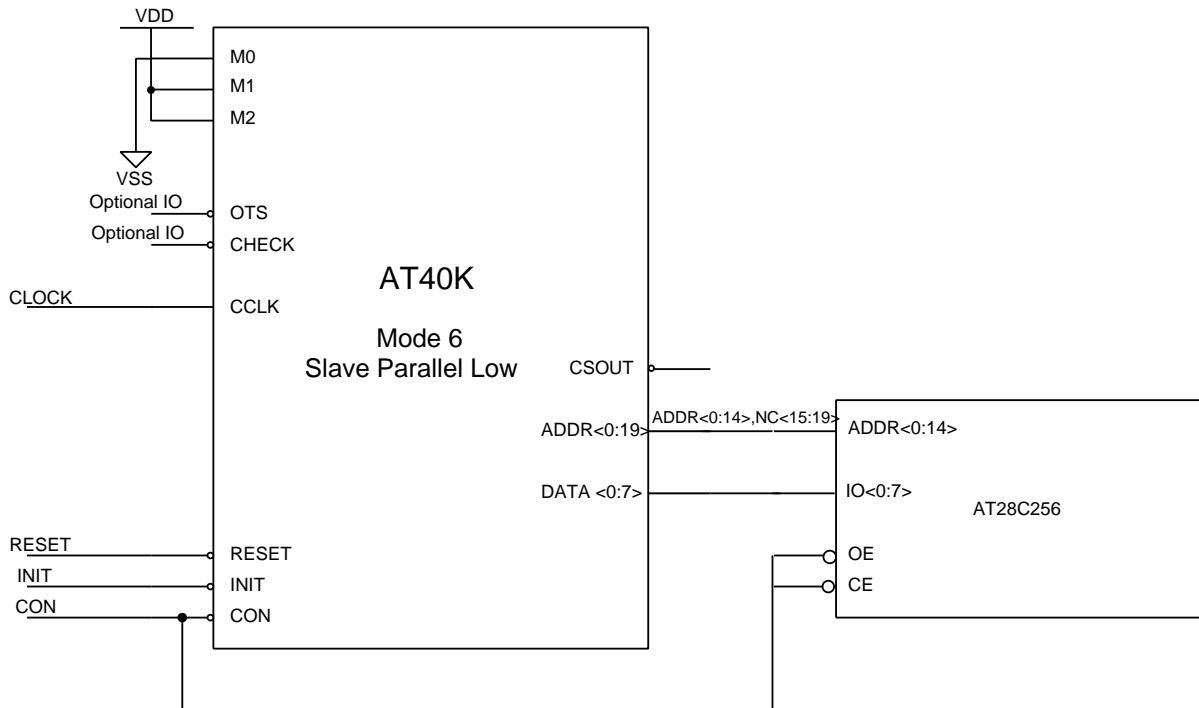 VDD
M0
M1
M2
VSS
Optional IO
OTS
Optional IO
CHECK
AT40K
CLOCK
CCLK
Mode 6
Slave Parallel Low
CSOUT
ADDR<0:14>,NC<15:19>
ADDR<0:19>
ADDR<0:14>
DATA <0:7>
IO<0:7>
AT28C256
RESET
RESET
OE
INIT
INIT
CE
CON
CON